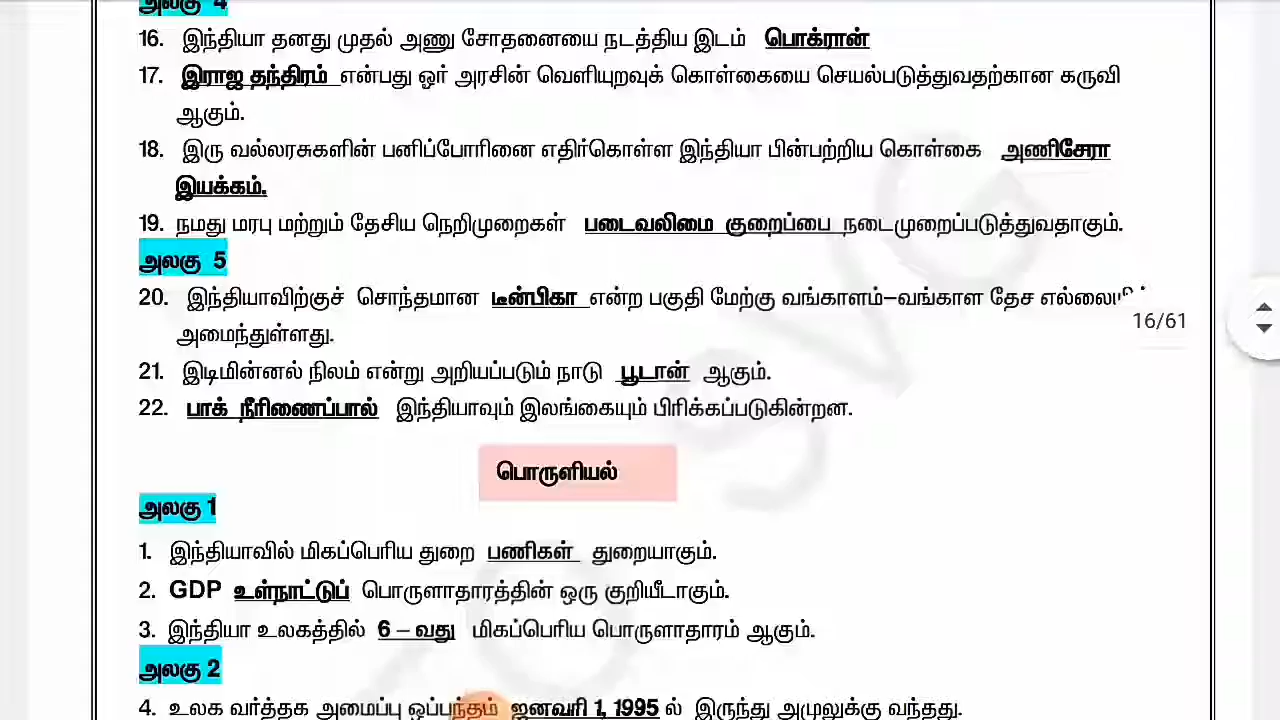 அலகு 4
16. இந்தியா தனது முதல் அணு சோதனையை நடத்திய இடம் பொக்ரான்
17. இராஜ தந்திரம் என்பது ஓர் அரசின் வெளியுறவுக் கொள்கையை செயல்படுத்துவதற்கான கருவி
ஆகும்.
18. இரு வல்லரசுகளின் பனிப்போரினை எதிர்கொள்ள இந்தியா பின்பற்றிய கொள்கை அணிசேரா
இயக்கம்.
19. நமது மரபு மற்றும் தேசிய நெறிமுறைகள் படைவலிமை குறைப்பை நடைமுறைப்படுத்துவதாகும்.
அலகு 5
20. இந்தியாவிற்குச் சொந்தமான டீன்பிகா என்ற பகுதி மேற்கு வங்காளம்–வங்காள தேச
அமைந்துள்ளது.
16/61
21. இடிமின்னல் நிலம் என்று அறியப்படும் நாடு பூடான் ஆகும்.
22. பாக் நீரிணைப்பால் இந்தியாவும் இலங்கையும் பிரிக்கப்படுகின்றன.
பொருளியல்
அலகு 1
1. இந்தியாவில் மிகப்பெரிய துறை பணிகள் துறையாகும்.
2. GDP உள்நாட்டுப் பொருளாதாரத்தின் ஒரு குறியீடாகும்.
3. இந்தியா உலகத்தில் 6 – வது மிகப்பெரிய பொருளாதாரம் ஆகும்.
அலகு 2
4. உலக வர்த்தக அமைப்பு ஒப்பந்தம் ஜனவரி 1, 1995 ல் இருந்து அமுலுக்கு வந்தது.